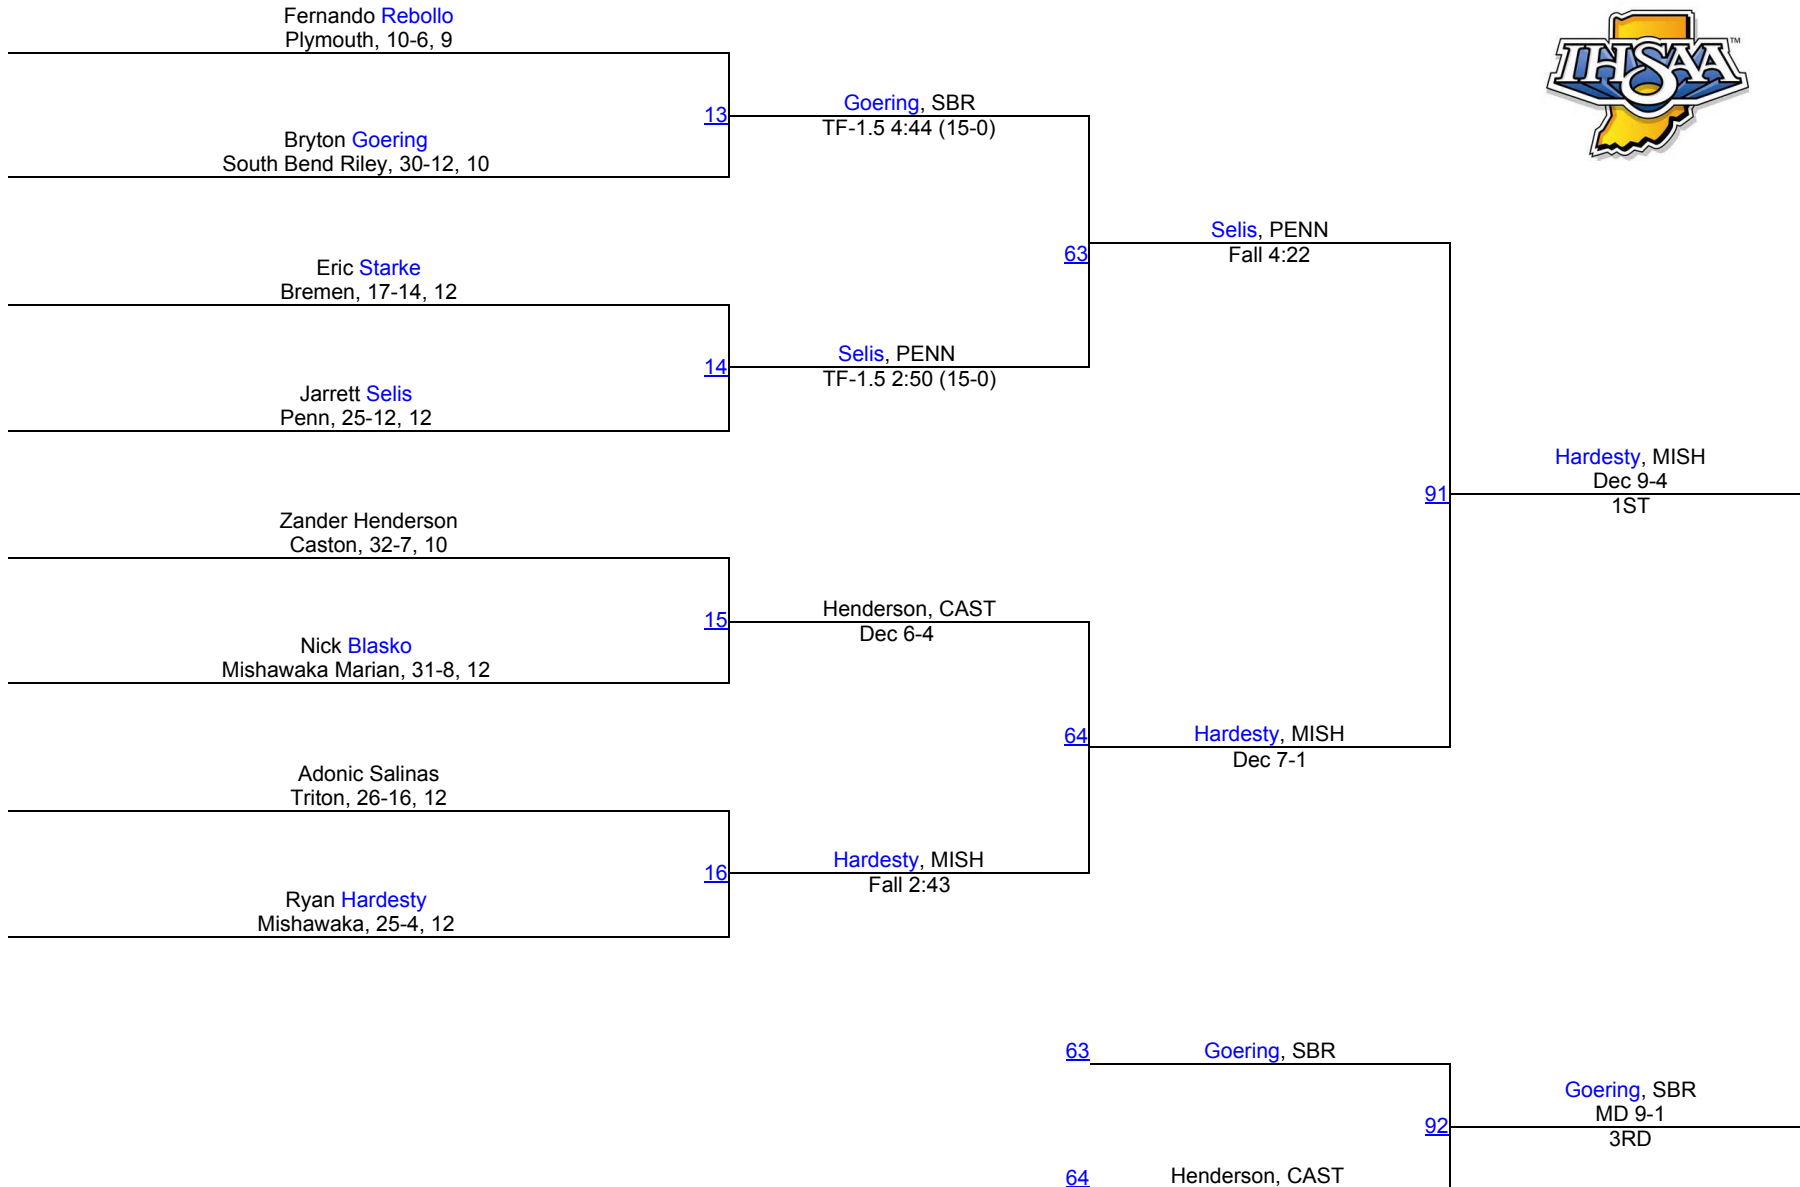 Fernando Rebollo
Plymouth, 10-6, 9
IHSAA™
13
Goering, SBR
TF-1.5 4:44 (15-0)
Bryton Goering
South Bend Riley, 30-12, 10
63
Selis, PENN
Fall 4:22
Eric Starke
Bremen, 17-14, 12
14
Selis, PENN
TF-1.5 2:50 (15-0)
Jarrett Selis
Penn, 25-12, 12
91
Hardesty, MISH
Dec 9-4
1ST
Zander Henderson
Caston, 32-7, 10
15
Henderson, CAST
Dec 6-4
Nick Blasko
Mishawaka Marian, 31-8, 12
64
Hardesty, MISH
Dec 7-1
Adonic Salinas
Triton, 26-16, 12
16
Hardesty, MISH
Fall 2:43
Ryan Hardesty
Mishawaka, 25-4, 12
63
Goering, SBR
92
Goering, SBR
MD 9-1
3RD
64
Henderson, CAST